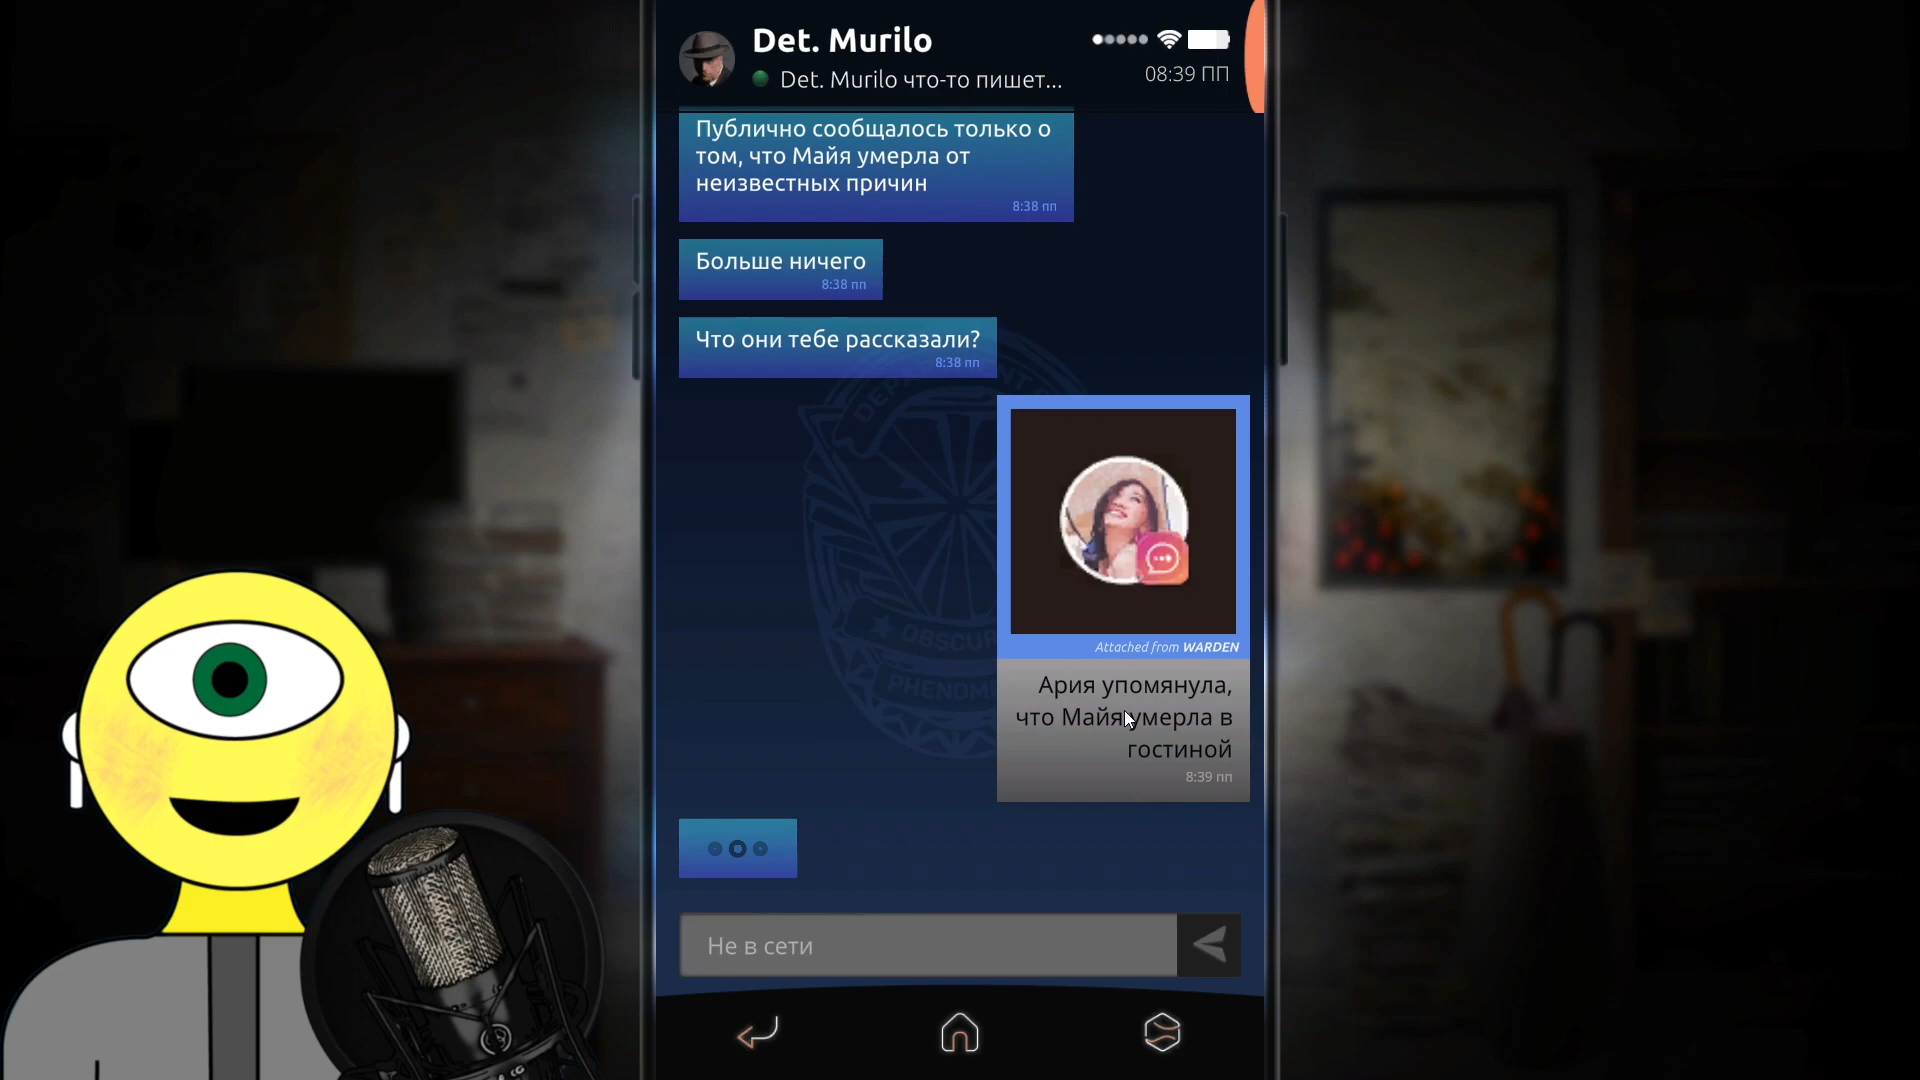 Det. Murilo
Det. Murilo что-то пишет...
08:39 ПП
Публично сообщалось только о
том, что Майя умерла от
неизвестных причин
8:38 пп
Больше ничего
8:38 пп
Что они тебе рассказали?
8:38 пп
Attached from WARDEN
Ария упомянула,
что Майя умерла в
гостиной
8:39 пп
Не в сети